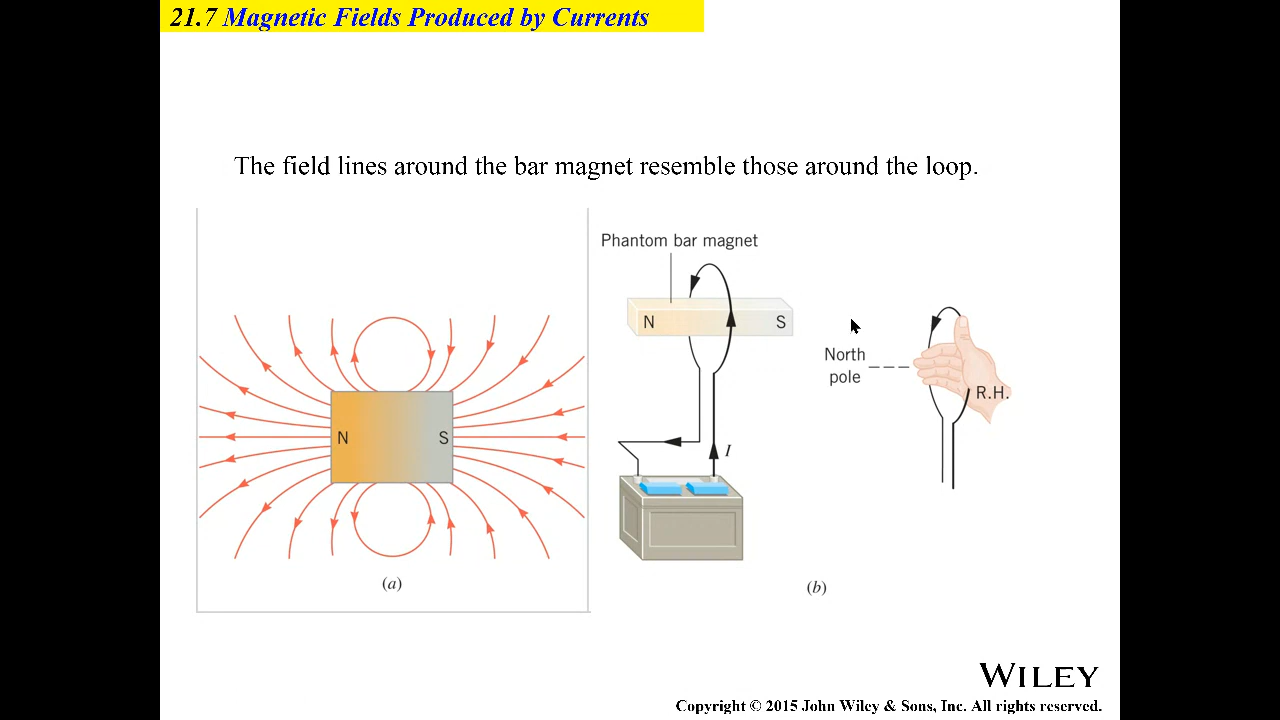 21.7 Magnetic Fields Produced by Currents
The field lines around the bar magnet resemble those around the loop.
N
S
(a)
Phantom bar magnet
N
S
I
North
pole
R.H.
(b)
WILEY
Copyright © 2015 John Wiley & Sons, Inc. All rights reserved.